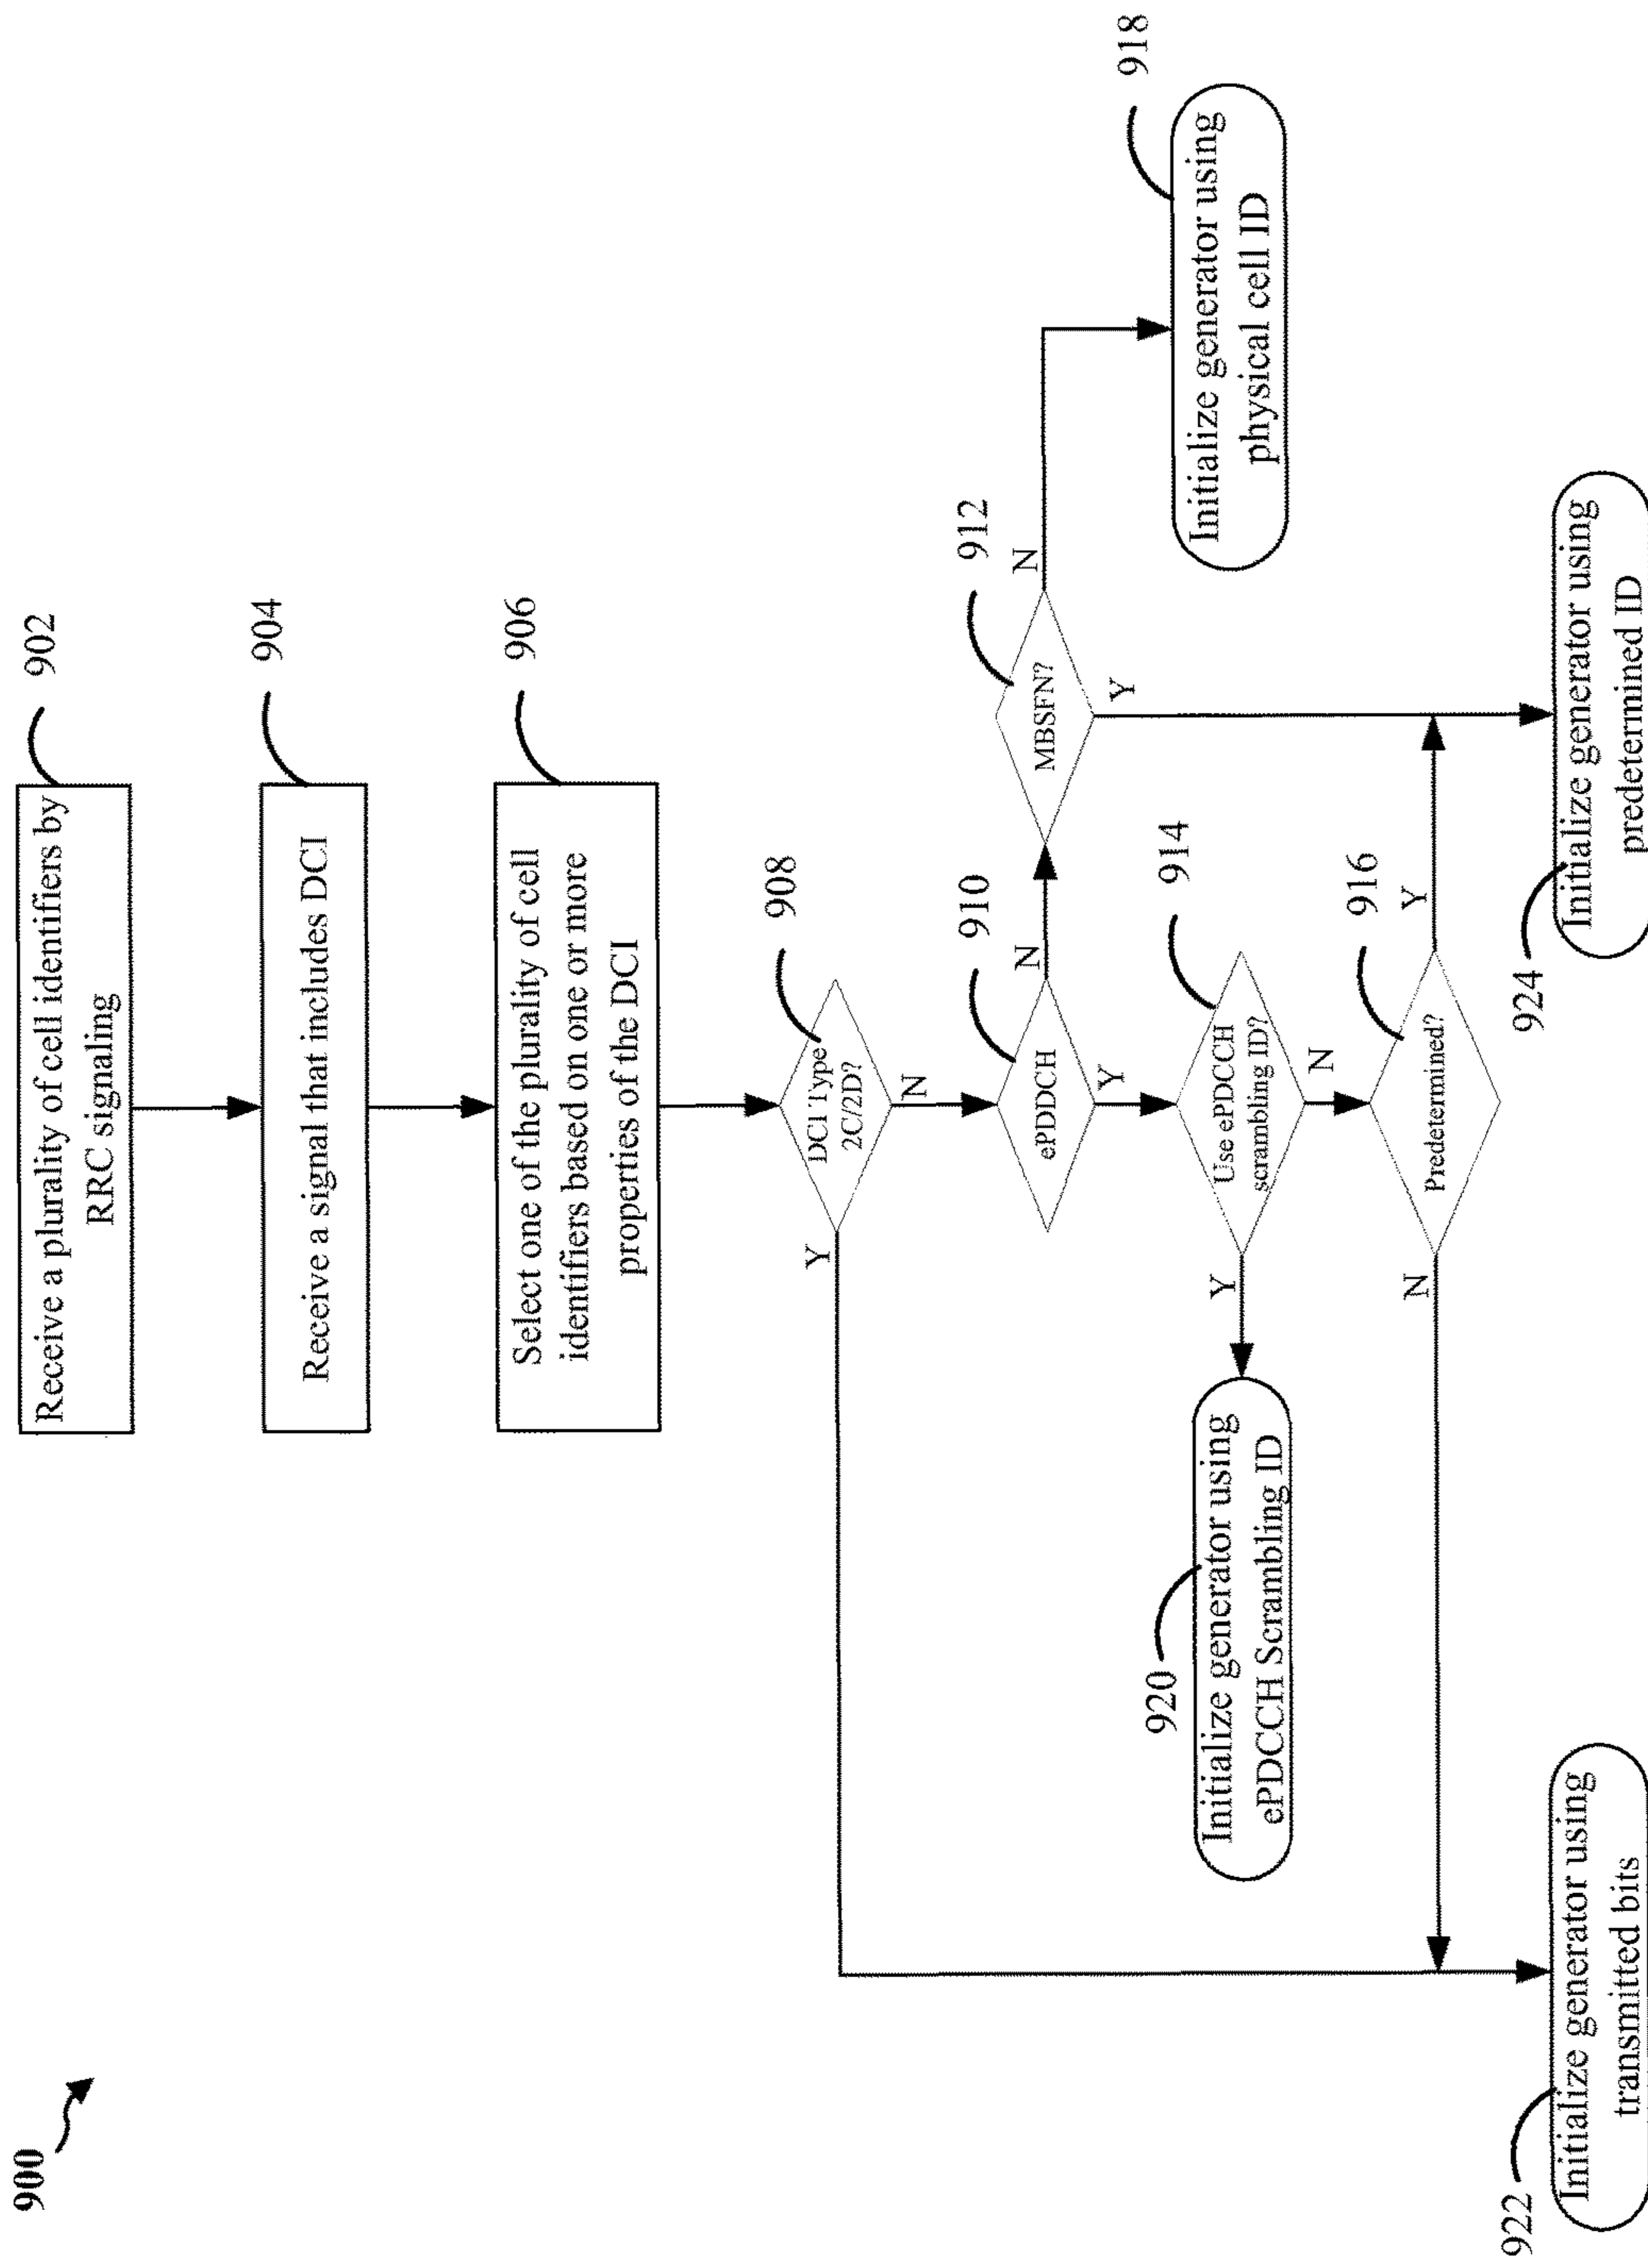 900
Receive a plurality of cell identifiers by
RRC signaling
902
Receive a signal that includes DCI
904
Select one of the plurality of cell
identifiers based on one or more
properties of the DCI
906
DCI Type
2C/2D?
908
Y
N
ePDDCH
910
N
Y
MBSFN?
912
N
Y
Use ePDCCH
scrambling ID?
914
Y
N
Predetermined?
916
N
Y
Initialize generator using
physical cell ID
918
Initialize generator using
ePDCCH Scrambling ID
920
Initialize generator using
transmitted bits
922
Initialize generator using
predetermined ID
924